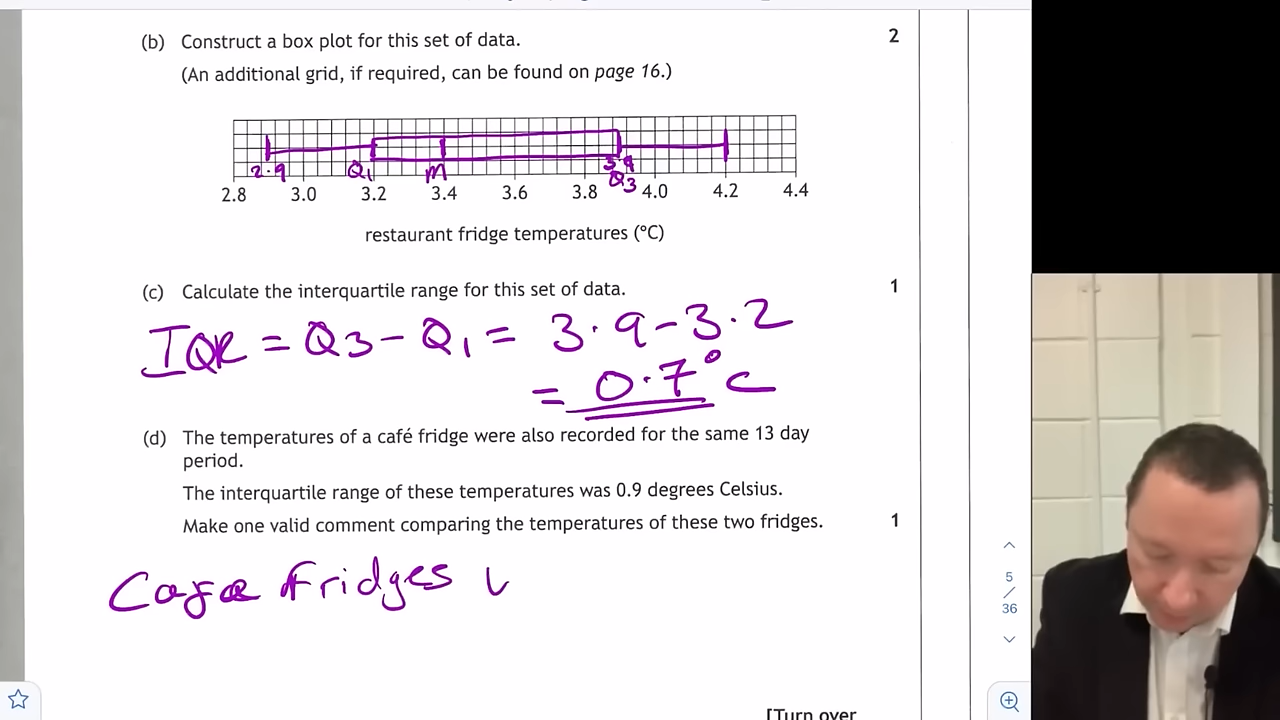 (b) Construct a box plot for this set of data. 2
(An additional grid, if required, can be found on page 16.)
2.9 Q1 M 3.9
Q3
2.8 3.0 3.2 3.4 3.6 3.8 4.0 4.2 4.4
restaurant fridge temperatures (°C)
(c) Calculate the interquartile range for this set of data. 1
IQR = Q3 - Q1 = 3.9 - 3.2
= 0.7°C
(d) The temperatures of a café fridge were also recorded for the same 13 day
period.
The interquartile range of these temperatures was 0.9 degrees Celsius.
Make one valid comment comparing the temperatures of these two fridges. 1
Cafe fridges
5
/
36
[Turn over